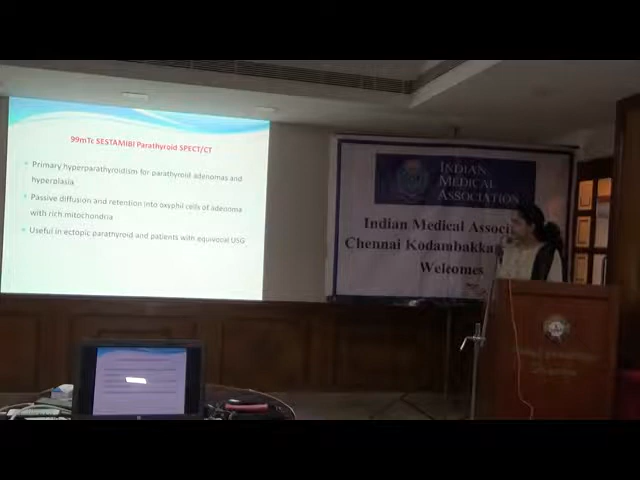 99mTc SESTAMIBI Parathyroid SPECT/CT
Primary hyperparathyroidism for parathyroid adenomas and
hyperplasia
Passive diffusion and retention into oxyphil cells of adenoma
with rich mitochondria
Useful in ectopic parathyroid and patients with equivocal USG
INDIAN
MEDICAL
ASSOCIATION
Indian Medical
Chennai
Welcomes